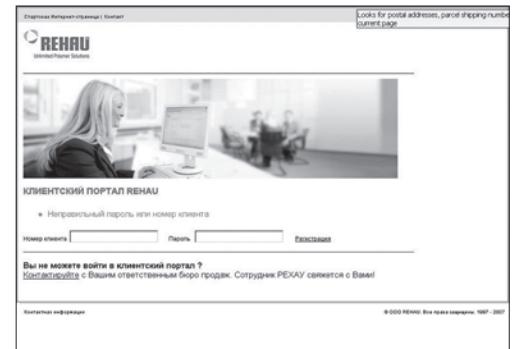 Стартовая Интернет-страница | Контакт
Looks for postal addresses, parcel shipping numbe
current page
REHAU
Unlimited Polymer Solutions
КЛИЕНТСКИЙ ПОРТАЛ REHAU
• Неправильный пароль или номер клиента
Номер клиента Пароль Регистрация
Вы не можете войти в клиентский портал ?
Контактируйте с Вашим ответственным бюро продаж. Сотрудник РЕХАУ свяжется с Вами!
Контактная информация © ООО REHAU. Все права защищены. 1997 - 2007